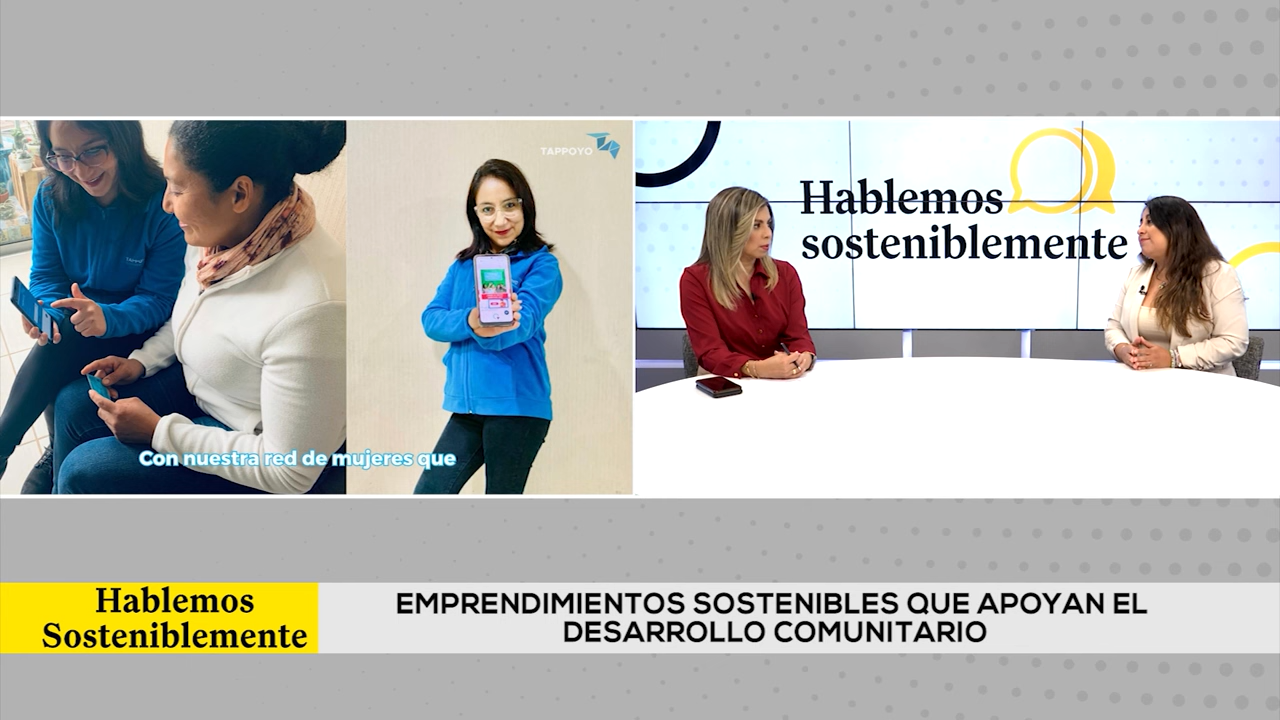 TAPPOYO
Con nuestra red de mujeres que
Hablemos
sosteniblemente
Hablemos
Sosteniblemente
EMPRENDIMIENTOS SOSTENIBLES QUE APOYAN EL
DESARROLLO COMUNITARIO